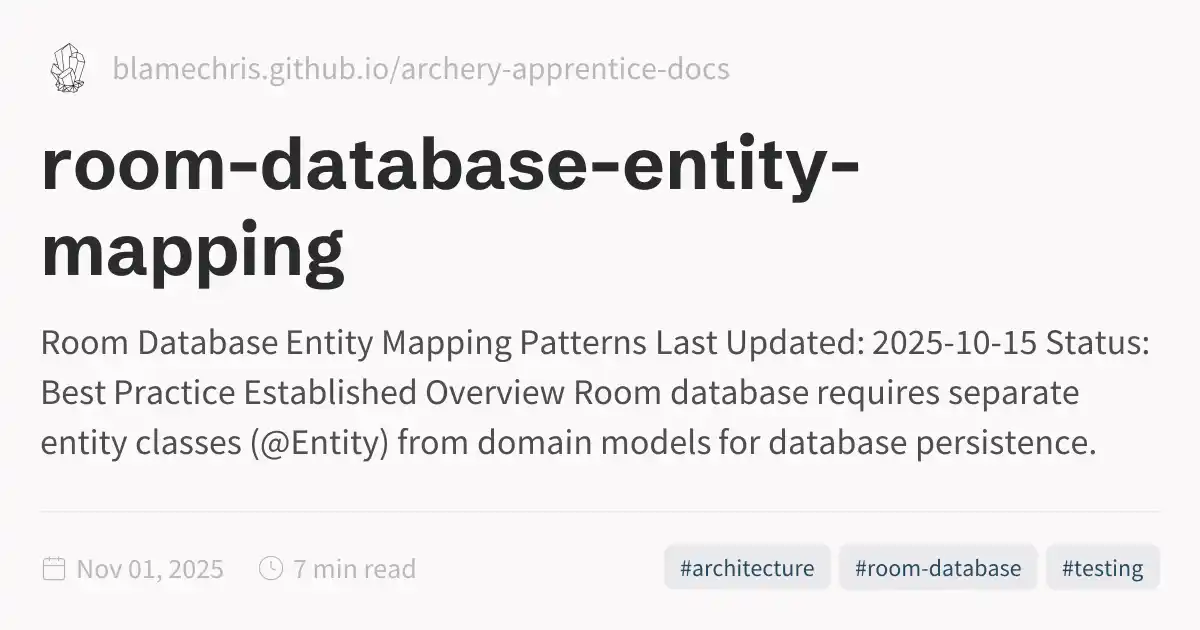 blamechris.github.io/archery-apprentice-docs
room-database-entity-
mapping
Room Database Entity Mapping Patterns Last Updated: 2025-10-15 Status:
Best Practice Established Overview Room database requires separate
entity classes (@Entity) from domain models for database persistence.
Nov 01, 2025 7 min read #architecture #room-database #testing